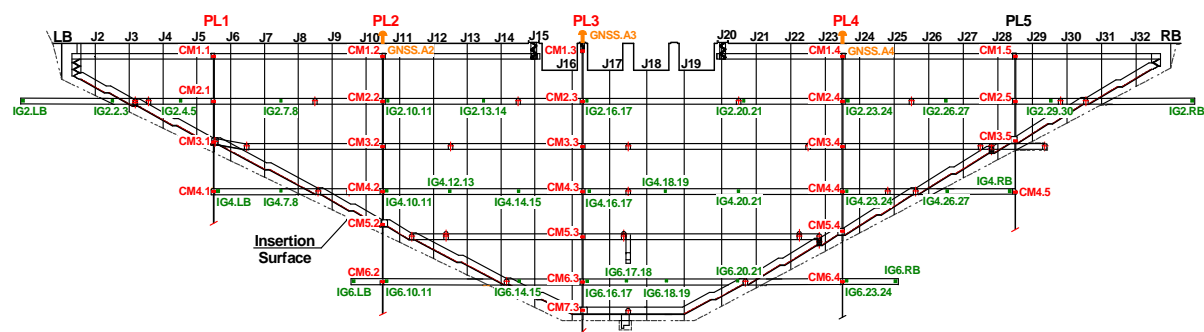 PL1 PL2 PL3 PL4 PL5
LB J2 J3 J4 J5 J6 J7 J8 J9 J10 J11 J12 J13 J14 J15 J20 J21 J22 J23 J24 J25 J26 J27 J28 J29 J30 J31 J32 RB
GNSS.A2 GNSS.A3 GNSS.A4
CM1.1 CM1.2 CM1.3 CM1.4 CM1.5
J16 J17 J18 J19
CM2.1 CM2.2 CM2.3 CM2.4 CM2.5
IG2.LB IG2.2.3 IG2.4.5 IG2.7.8 IG2.10.11 IG2.13.14 IG2.16.17 IG2.20.21 IG2.23.24 IG2.26.27 IG2.29.30 IG2.RB
CM3.1 CM3.2 CM3.3 CM3.4 CM3.5
IG4.12.13 IG4.18.19 IG4.RB
CM4.1 CM4.2 CM4.3 CM4.4 CM4.5
IG4.LB IG4.7.8 IG4.10.11 IG4.14.15 IG4.16.17 IG4.20.21 IG4.23.24 IG4.26.27
CM5.2 CM5.3 CM5.4
Insertion
Surface
IG6.17.18 IG6.20.21 IG6.RB
CM6.2 CM6.3 CM6.4
IG6.LB IG6.10.11 IG6.14.15 IG6.16.17 IG6.18.19 IG6.23.24
CM7.3